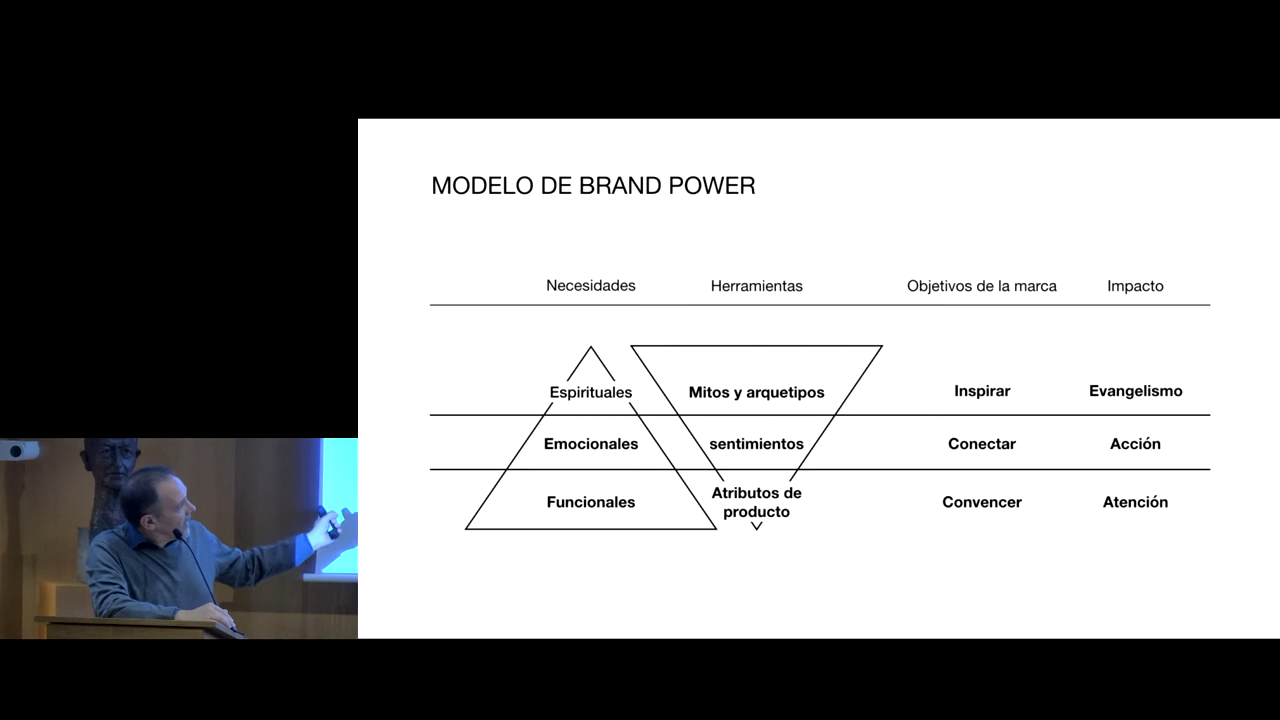 MODELO DE BRAND POWER
Necesidades Herramientas Objetivos de la marca Impacto
Espirituales Mitos y arquetipos Inspirar Evangelismo
Emocionales sentimientos Conectar Acción
Funcionales Atributos de producto Convencer Atención